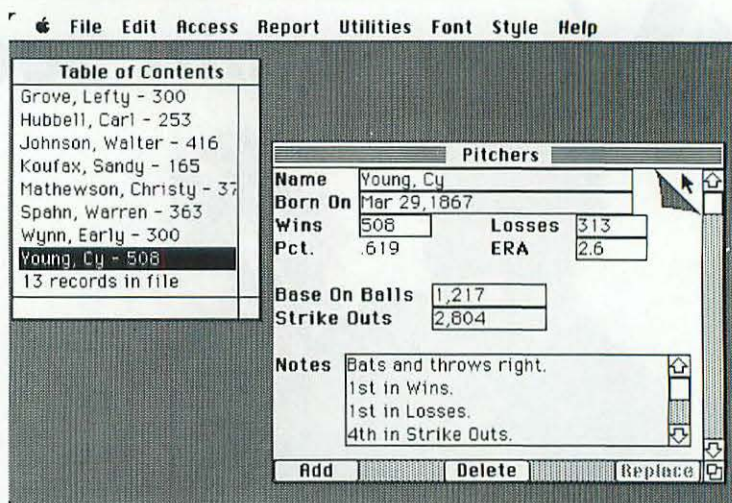 File Edit Access Report Utilities Font Style Help
Table of Contents
Grove, Lefty - 300
Hubbell, Carl - 253
Johnson, Walter - 416
Koufax, Sandy - 165
Mathewson, Christy - 37
Spahn, Warren - 363
Wynn, Early - 300
Young, Cy - 508
13 records in file
Pitchers
Name Young, Cy
Born On Mar 29,1867
Wins 508 Losses 313
Pct. .619 ERA 2.6
Base On Balls 1,217
Strike Outs 2,804
Notes Bats and throws right.
1st in Wins.
1st in Losses.
4th in Strike Outs.
Add Delete Replace